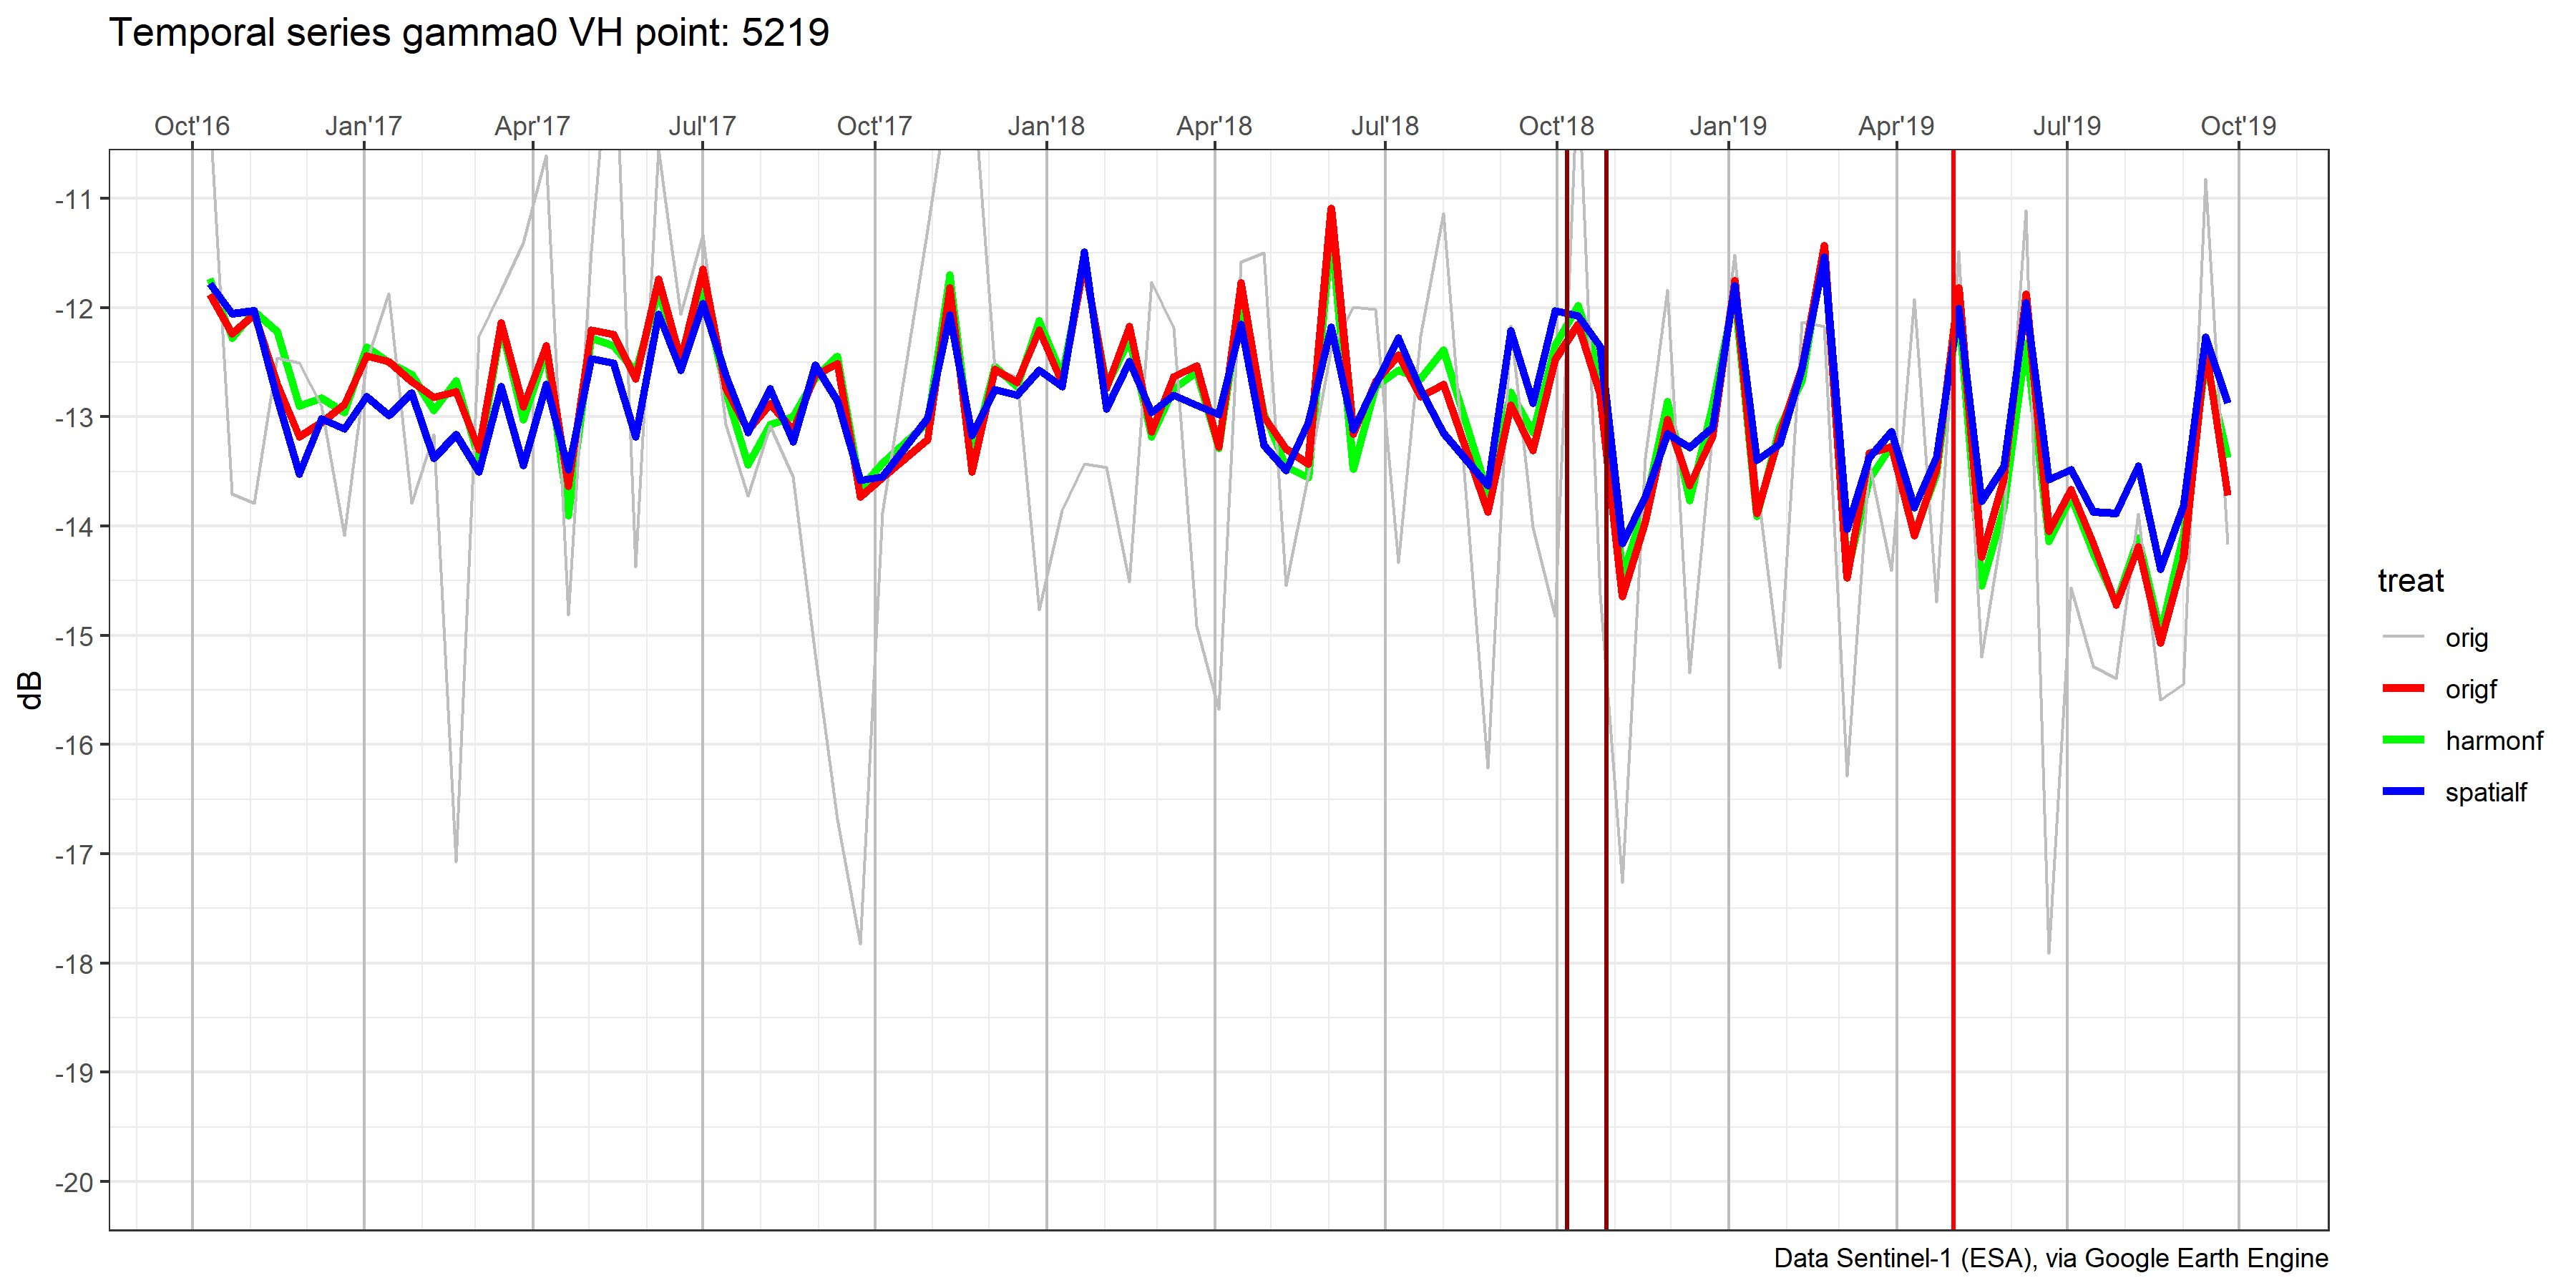 Temporal series gamma0 VH point: 5219
Oct'16 Jan'17 Apr'17 Jul'17 Oct'17 Jan'18 Apr'18 Jul'18 Oct'18 Jan'19 Apr'19 Jul'19 Oct'19
-11
-12
-13
-14
-15
-16
-17
-18
-19
-20
dB
treat
orig
origf
harmonf
spatialf
Data Sentinel-1 (ESA), via Google Earth Engine